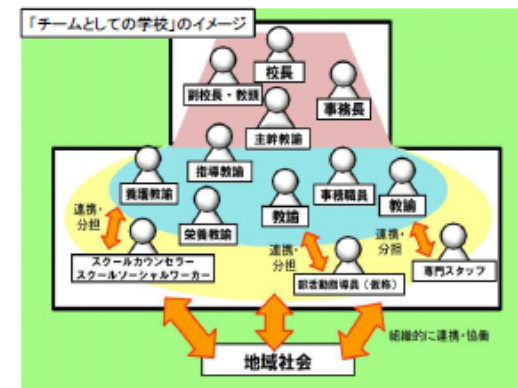 「チームとしての学校」のイメージ
校長
副校長・教頭
事務長
主幹教諭
指導教諭
養護教諭
事務職員
教諭
教諭
栄養教諭
連携・
分担
スクールカウンセラー
スクールソーシャルワーカー
連携・
分担
部活動指導員（仮称）
連携・
分担
専門スタッフ
組織的に連携・協働
地域社会